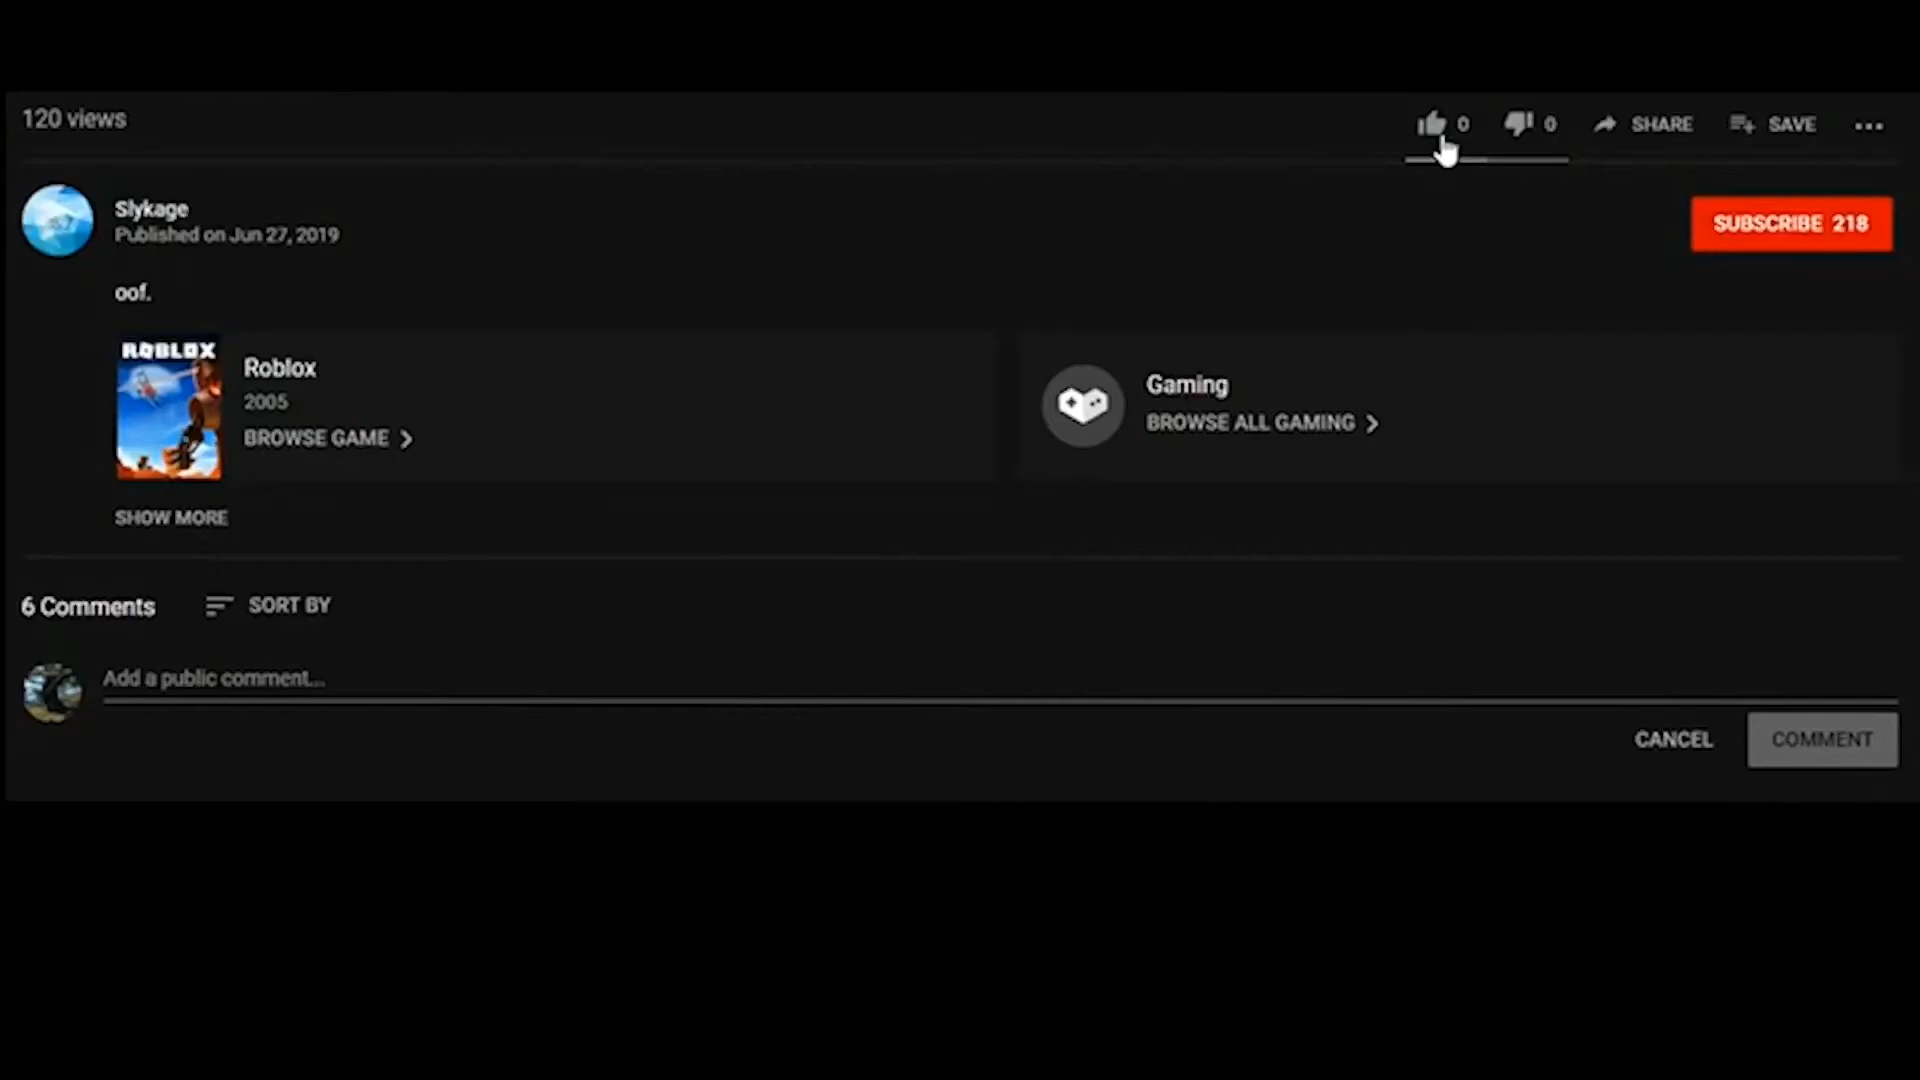 120 views
0
0
SHARE
SAVE
Slykage
Published on Jun 27, 2019
SUBSCRIBE 218
oof.
ROBLOX
Roblox
2005
BROWSE GAME
Gaming
BROWSE ALL GAMING
SHOW MORE
6 Comments
SORT BY
Add a public comment...
CANCEL
COMMENT